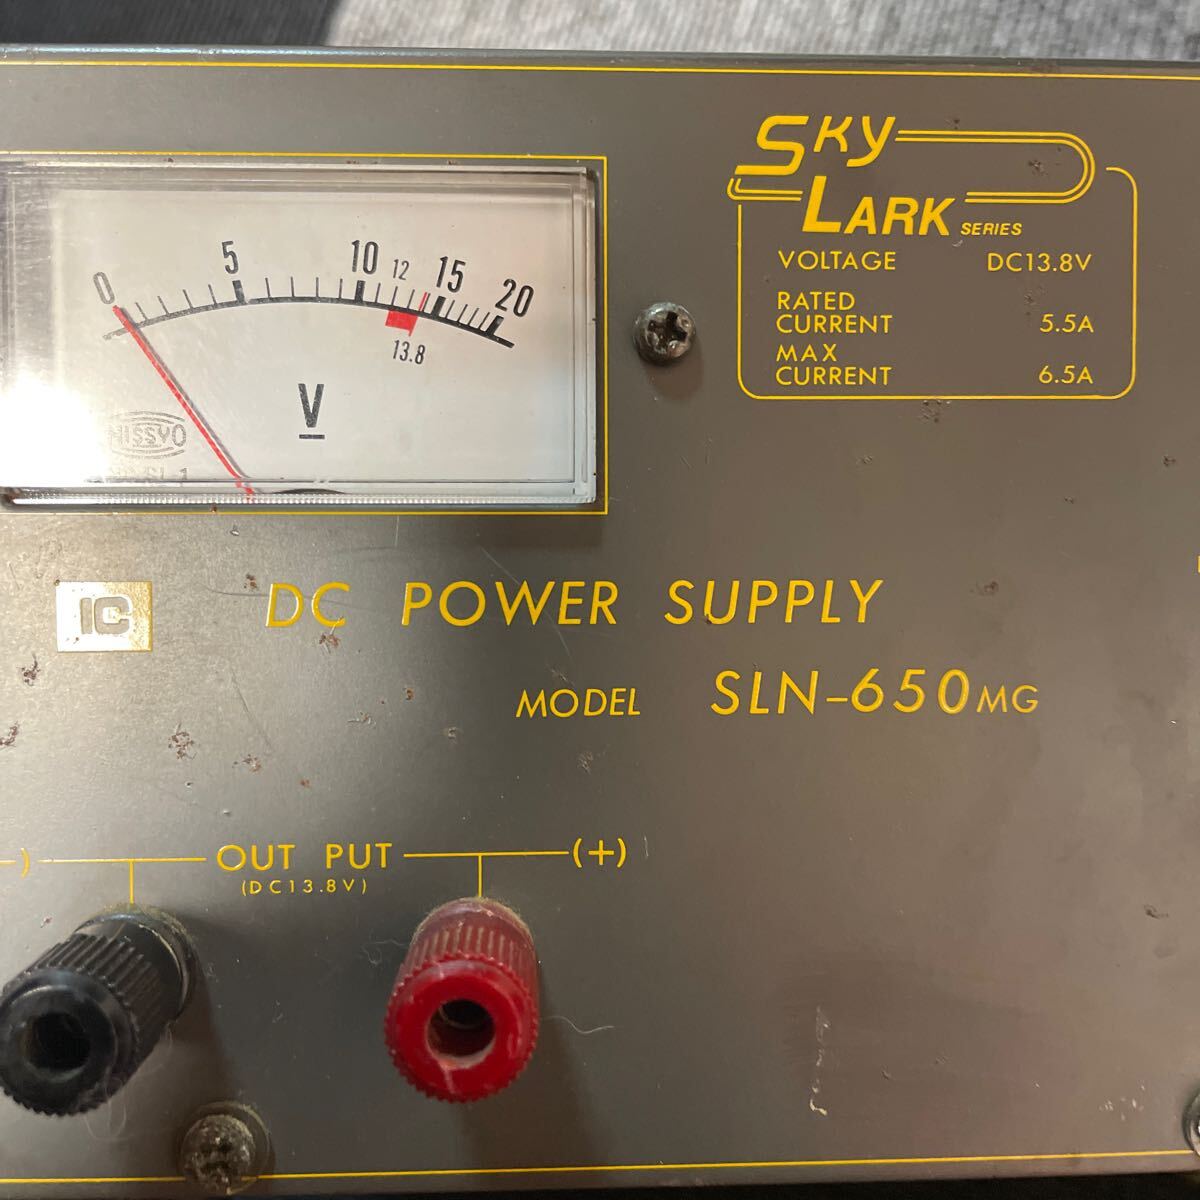 SKY
LARK SERIES
VOLTAGE DC13.8V
RATED
CURRENT 5.5A
MAX
CURRENT 6.5A
0 5 10 12 15 20
13.8
V
NISSYO
IC
DC POWER SUPPLY
MODEL SLN-650MG
) OUT PUT (+)
(DC13.8V)